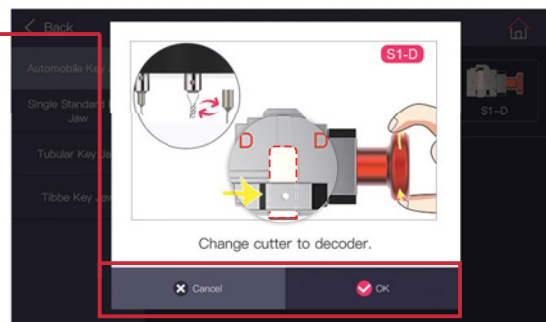 Back
Automobile Key
S1-D
D D
S1-D
Single Standard
Jaw
Tubular Key Ja
Tibbe Key Jaw
Change cutter to decoder.
Cancel
OK